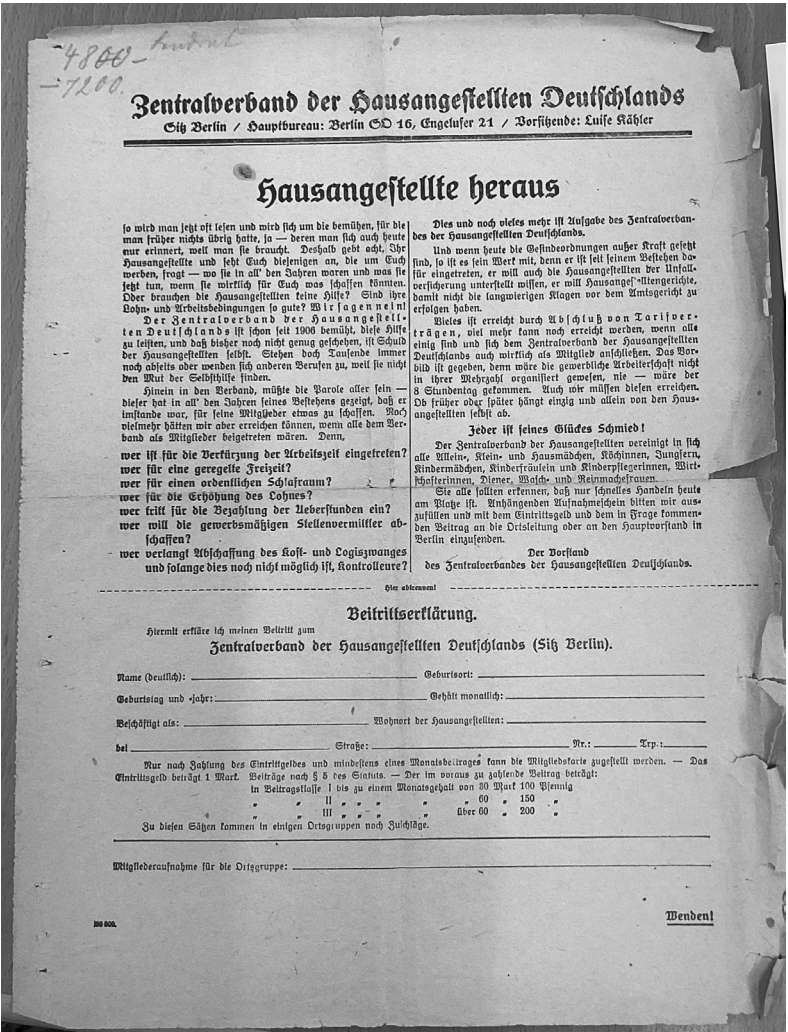 4800 –
– 7200.
Zentralverband der Hausangestellten Deutschlands
Sitz Berlin / Hauptbureau: Berlin SO 16, Engelufer 21 / Vorsitzende: Luise Kähler
Hausangestellte heraus
so wird man jetzt oft lesen und wird sich um die bemühen, für die
man früher nichts übrig hatte, ja — deren man sich auch heute
nur erinnert, weil man sie braucht. Deshalb gebt acht, Ihr
Hausangestellte und seht Euch diejenigen an, die um Euch
werben, fragt — wo sie in all' den Jahren waren und was sie
jetzt tun, wenn sie wirklich für Euch was schaffen könnten.
Oder brauchen die Hausangestellten keine Hilfe? Sind ihre
Lohn- und Arbeitsbedingungen so gute? Wir sagen nein!
Der Zentralverband der Hausangestell-
ten Deutschlands ist schon seit 1906 bemüht, diese Hilfe
zu leisten, und daß bisher noch nicht genug geschehen, ist Schuld
der Hausangestellten selbst. Stehen doch Tausende immer
noch abseits oder wenden sich anderen Berufen zu, weil sie nicht
den Mut der Selbsthilfe finden.
Hinein in den Verband, müßte die Parole aller sein —
dieser hat in all' den Jahren seines Bestehens gezeigt, daß er
imstande war, für seine Mitglieder etwas zu schaffen. Noch
vielmehr hätten wir aber erreichen können, wenn alle dem Ver-
band als Mitglieder beigetreten wären. Denn,
wer ist für die Verkürzung der Arbeitszeit eingetreten?
wer für eine geregelte Freizeit?
wer für einen ordentlichen Schlafraum?
wer für die Erhöhung des Lohnes?
wer tritt für die Bezahlung der Ueberstunden ein?
wer will die gewerbsmäßigen Stellenvermittler ab-
schaffen?
wer verlangt Abschaffung des Kost- und Logiszwanges
und solange dies noch nicht möglich ist, Kontrolleure?
Dies und noch vieles mehr ist Aufgabe des Zentralverban-
des der Hausangestellten Deutschlands.
Und wenn heute die Gesindeordnungen außer Kraft gesetzt
sind, so ist es sein Werk mit, denn er ist seit seinem Bestehen da-
für eingetreten, er will auch die Hausangestellten der Unfall-
versicherung unterstellt wissen, er will Hausangestelltengerichte,
damit nicht die langwierigen Klagen vor dem Amtsgericht zu
erfolgen haben.
Vieles ist erreicht durch Abschluß von Tarifver-
trägen, viel mehr kann noch erreicht werden, wenn alle
einig sind und sich dem Zentralverband der Hausangestellten
Deutschlands auch wirklich als Mitglied anschließen. Das Vor-
bild ist gegeben, denn wäre die gewerbliche Arbeiterschaft nicht
in ihrer Mehrzahl organisiert gewesen, nie — wäre der
8 Stundentag gekommen. Auch wir müssen diesen erreichen.
Ob früher oder später hängt einzig und allein von den Haus-
angestellten selbst ab.
Jeder ist seines Glückes Schmied!
Der Zentralverband der Hausangestellten vereinigt in sich
alle Allein-, Klein- und Hausmädchen, Köchinnen, Jungfern,
Kindermädchen, Kinderfräulein und Kinderpflegerinnen, Wirt-
schafterinnen, Diener, Wasch- und Reinmachefrauen.
Sie alle sollten erkennen, daß nur schnelles Handeln heute
am Platze ist. Anhängenden Aufnahmeschein bitten wir aus-
zufüllen und mit dem Eintrittsgeld und dem in Frage kommen-
den Beitrag an die Ortsleitung oder an den Hauptvorstand in
Berlin einzusenden.
Der Vorstand
des Zentralverbandes der Hausangestellten Deutschlands.
Hier abtrennen!
Beitrittserklärung.
Hiermit erkläre ich meinen Beitritt zum
Zentralverband der Hausangestellten Deutschlands (Sitz Berlin).
Name (deutlich): Geburtsort:
Geburtstag und -jahr: Gehalt monatlich:
Beschäftigt als: Wohnort der Hausangestellten:
bei Straße: Nr.: Trp.:
Nur nach Zahlung des Eintrittgeldes und mindestens eines Monatsbeitrages kann die Mitgliedskarte zugestellt werden. — Das
Eintrittsgeld beträgt 1 Mark. Beiträge nach § 5 des Statuts. — Der im voraus zu zahlende Beitrag beträgt:
in Beitragsklasse I bis zu einem Monatsgehalt von 30 Mark 100 Pfennig
„ „ II „ „ „ „ „ 60 „ 150 „
„ „ III „ „ „ „ über 60 „ 200 „
Zu diesen Sätzen kommen in einigen Ortsgruppen noch Zuschläge.
Mitgliederaufnahme für die Ortsgruppe:
Wenden!